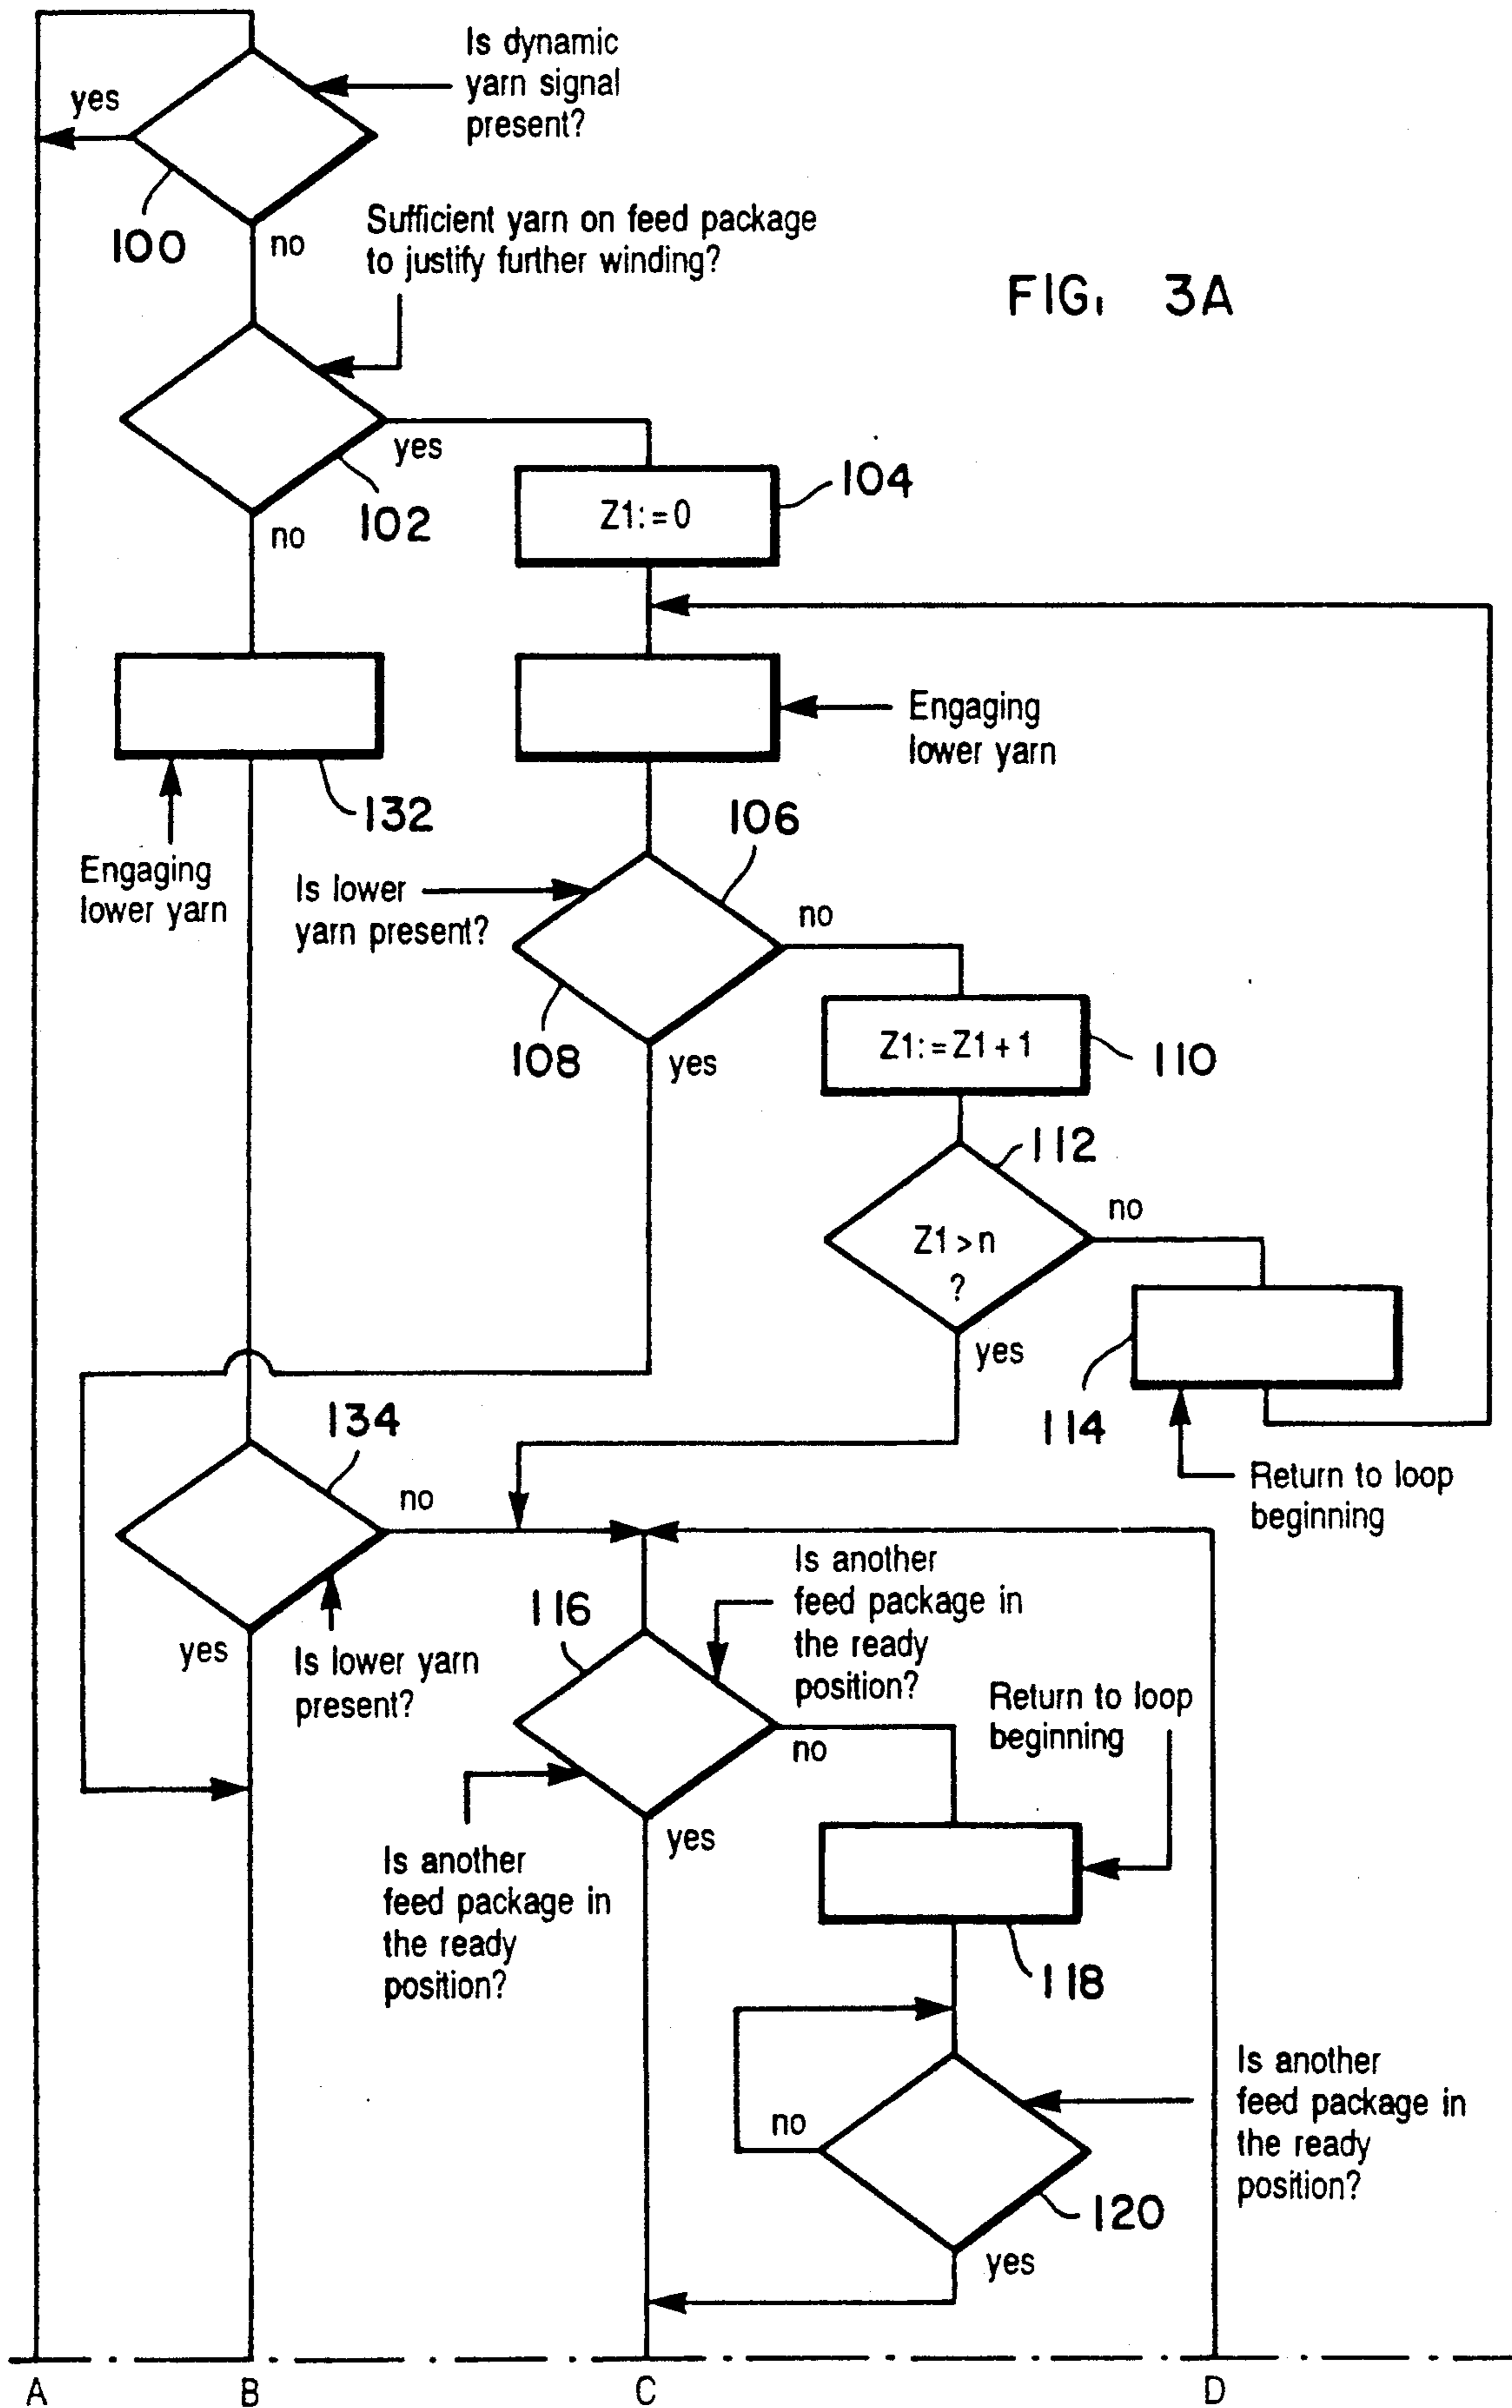 Is dynamic
yarn signal
present?
yes
100
no
Sufficient yarn on feed package
to justify further winding?
FIG. 3A
yes
102
no
Z1:=0
104
Engaging
lower yarn
132
Engaging
lower yarn
106
Is lower
yarn present?
no
108
yes
Z1:=Z1+1
110
112
Z1>n
?
no
yes
114
Return to loop
beginning
134
no
yes
Is lower yarn
present?
116
Is another
feed package in
the ready
position?
no
Return to loop
beginning
yes
Is another
feed package in
the ready
position?
118
no
Is another
feed package in
the ready
position?
120
yes
A
B
C
D